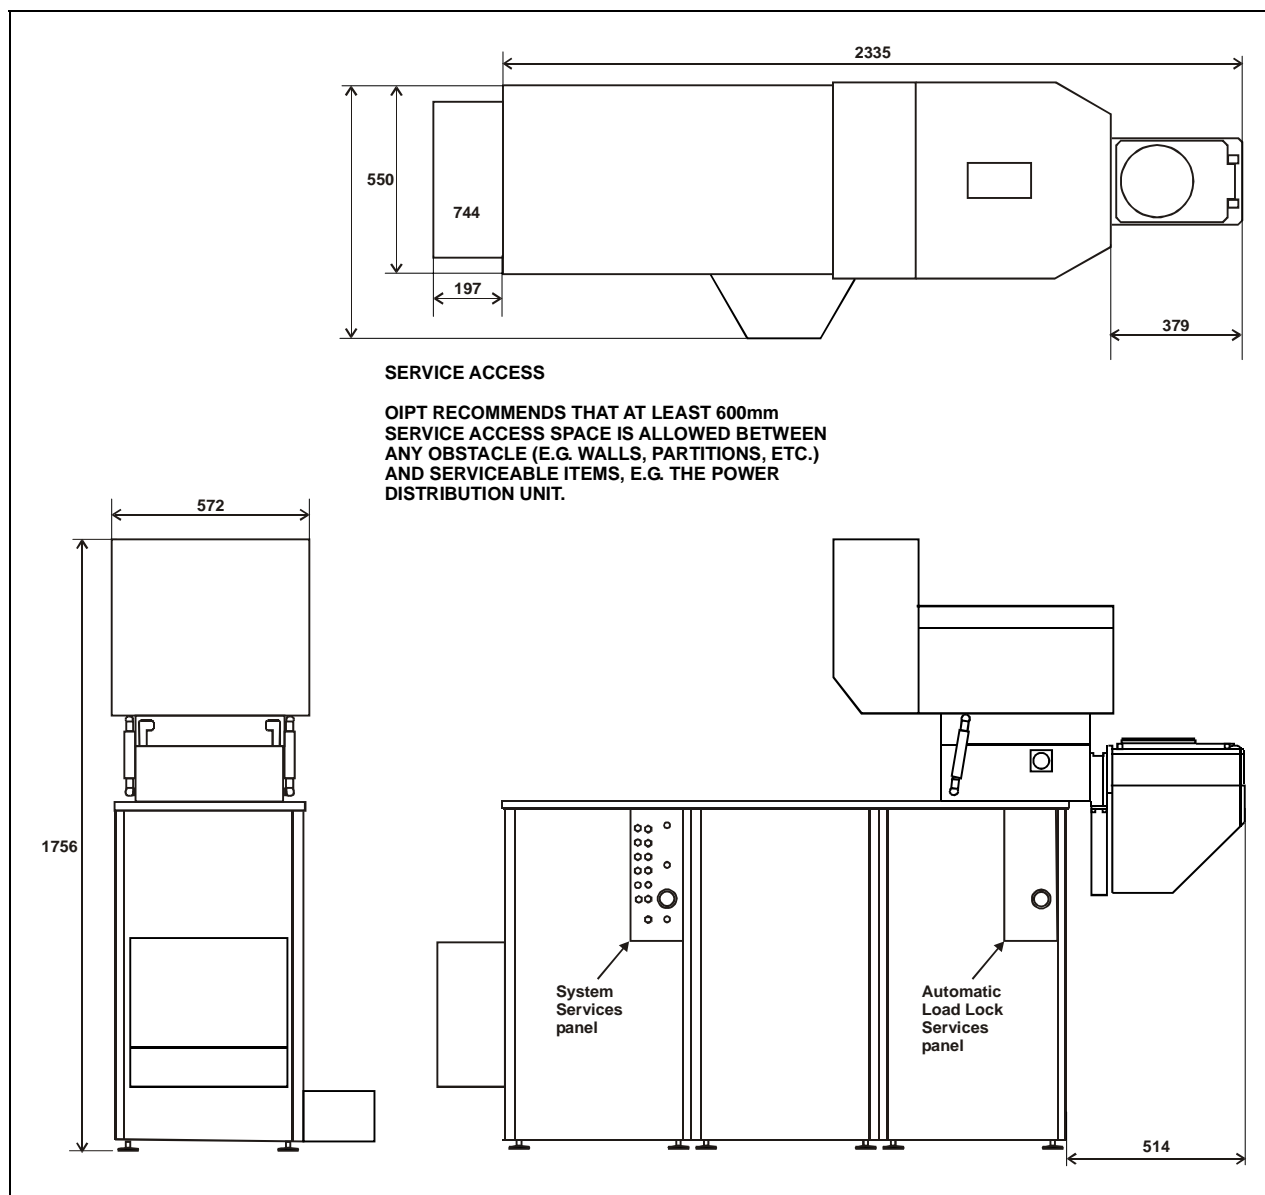 2335
550
744
197
379
SERVICE ACCESS
OIPT RECOMMENDS THAT AT LEAST 600mm
SERVICE ACCESS SPACE IS ALLOWED BETWEEN
ANY OBSTACLE (E.G. WALLS, PARTITIONS, ETC.)
AND SERVICEABLE ITEMS, E.G. THE POWER
DISTRIBUTION UNIT.
572
1756
System
Services
panel
Automatic
Load Lock
Services
panel
514